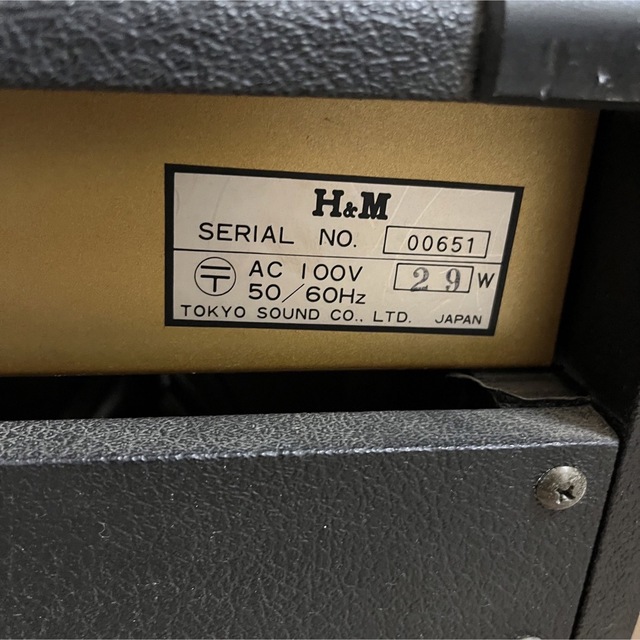 H&M
SERIAL NO. 00651
〒 AC 100V 29 W
50/60Hz
TOKYO SOUND CO., LTD. JAPAN